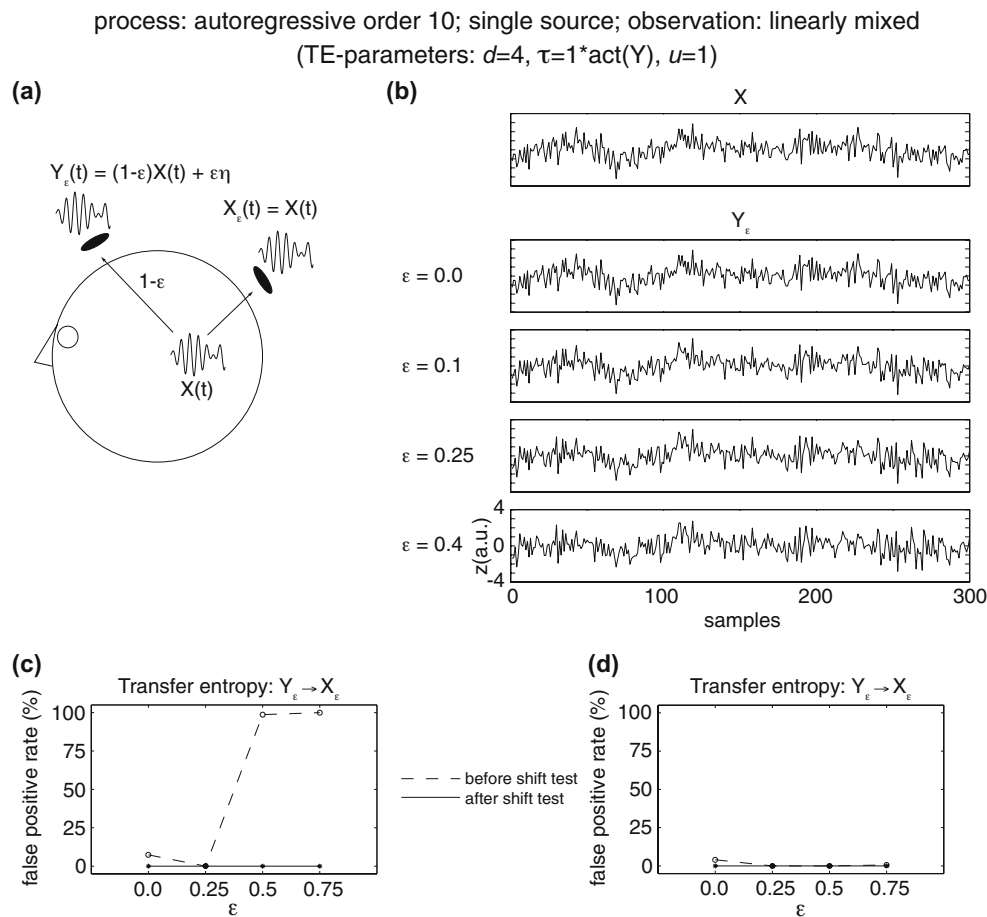 process: autoregressive order 10; single source; observation: linearly mixed
(TE-parameters: d=4, τ=1*act(Y), u=1)
(a)
Yε(t) = (1-ε)X(t) + εη
Xε(t) = X(t)
1-ε
X(t)
(b)
X
Yε
ε = 0.0
ε = 0.1
ε = 0.25
ε = 0.4
z(a.u.)
4
0
-4
0 100 200 300
samples
(c)
Transfer entropy: Yε → Xε
false positive rate (%)
100
75
50
25
0
0.0 0.25 0.5 0.75
ε
before shift test
after shift test
(d)
Transfer entropy: Yε → Xε
false positive rate (%)
100
75
50
25
0
0.0 0.25 0.5 0.75
ε